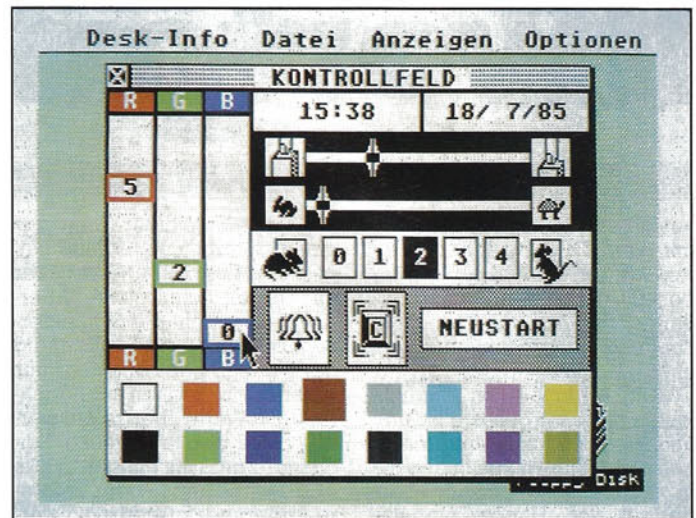 Desk-Info Datei Anzeigen Optionen
KONTROLLFELD
R G B
15:38 18/ 7/85
5
0 1 2 3 4
2
0
C NEUSTART
R G B
Disk